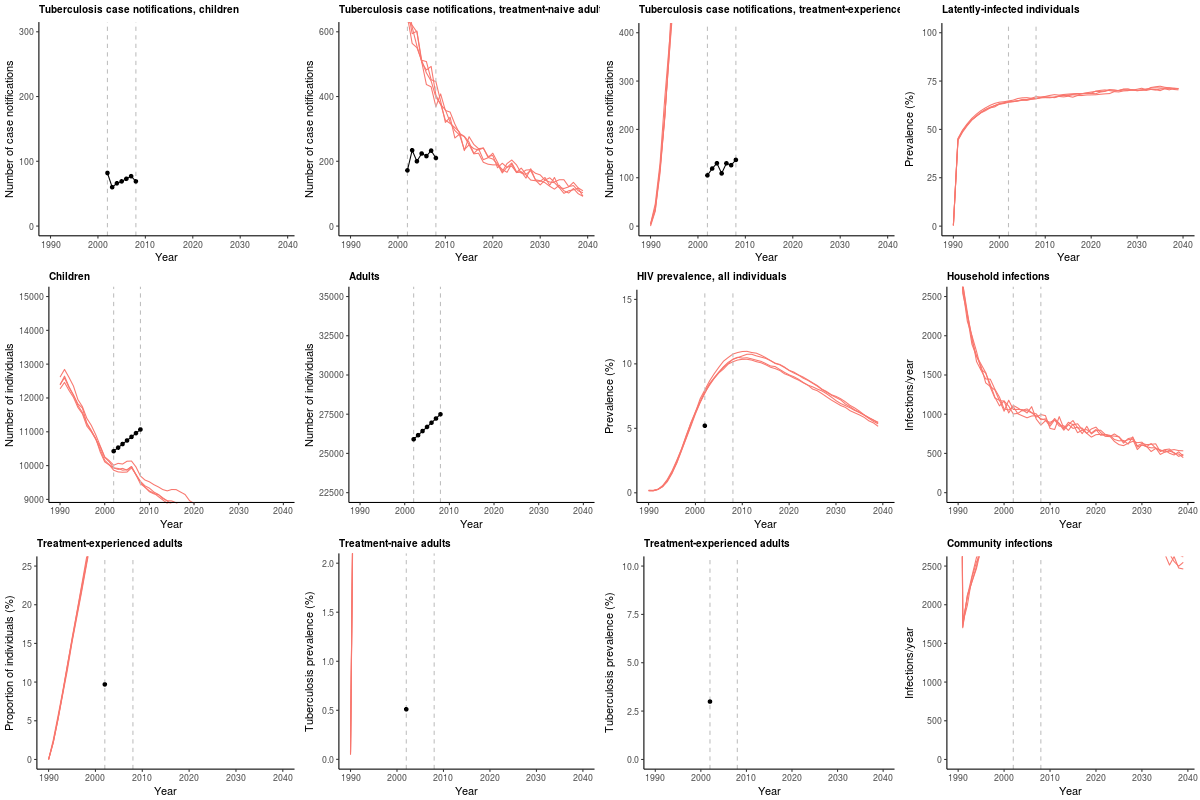 Tuberculosis case notifications, children
Number of case notifications
300
200
100
0
1990 2000 2010 2020 2030 2040
Year
Tuberculosis case notifications, treatment-naive adul
Number of case notifications
600
400
200
0
1990 2000 2010 2020 2030 2040
Year
Tuberculosis case notifications, treatment-experience
Number of case notifications
400
300
200
100
0
1990 2000 2010 2020 2030 2040
Year
Latently-infected individuals
Prevalence (%)
100
75
50
25
0
1990 2000 2010 2020 2030 2040
Year
Children
Number of individuals
15000
14000
13000
12000
11000
10000
9000
1990 2000 2010 2020 2030 2040
Year
Adults
Number of individuals
35000
32500
30000
27500
25000
22500
1990 2000 2010 2020 2030 2040
Year
HIV prevalence, all individuals
Prevalence (%)
15
10
5
0
1990 2000 2010 2020 2030 2040
Year
Household infections
Infections/year
2500
2000
1500
1000
500
0
1990 2000 2010 2020 2030 2040
Year
Treatment-experienced adults
Proportion of individuals (%)
25
20
15
10
5
0
1990 2000 2010 2020 2030 2040
Year
Treatment-naive adults
Tuberculosis prevalence (%)
2.0
1.5
1.0
0.5
0.0
1990 2000 2010 2020 2030 2040
Year
Treatment-experienced adults
Tuberculosis prevalence (%)
10.0
7.5
5.0
2.5
0.0
1990 2000 2010 2020 2030 2040
Year
Community infections
Infections/year
2500
2000
1500
1000
500
0
1990 2000 2010 2020 2030 2040
Year